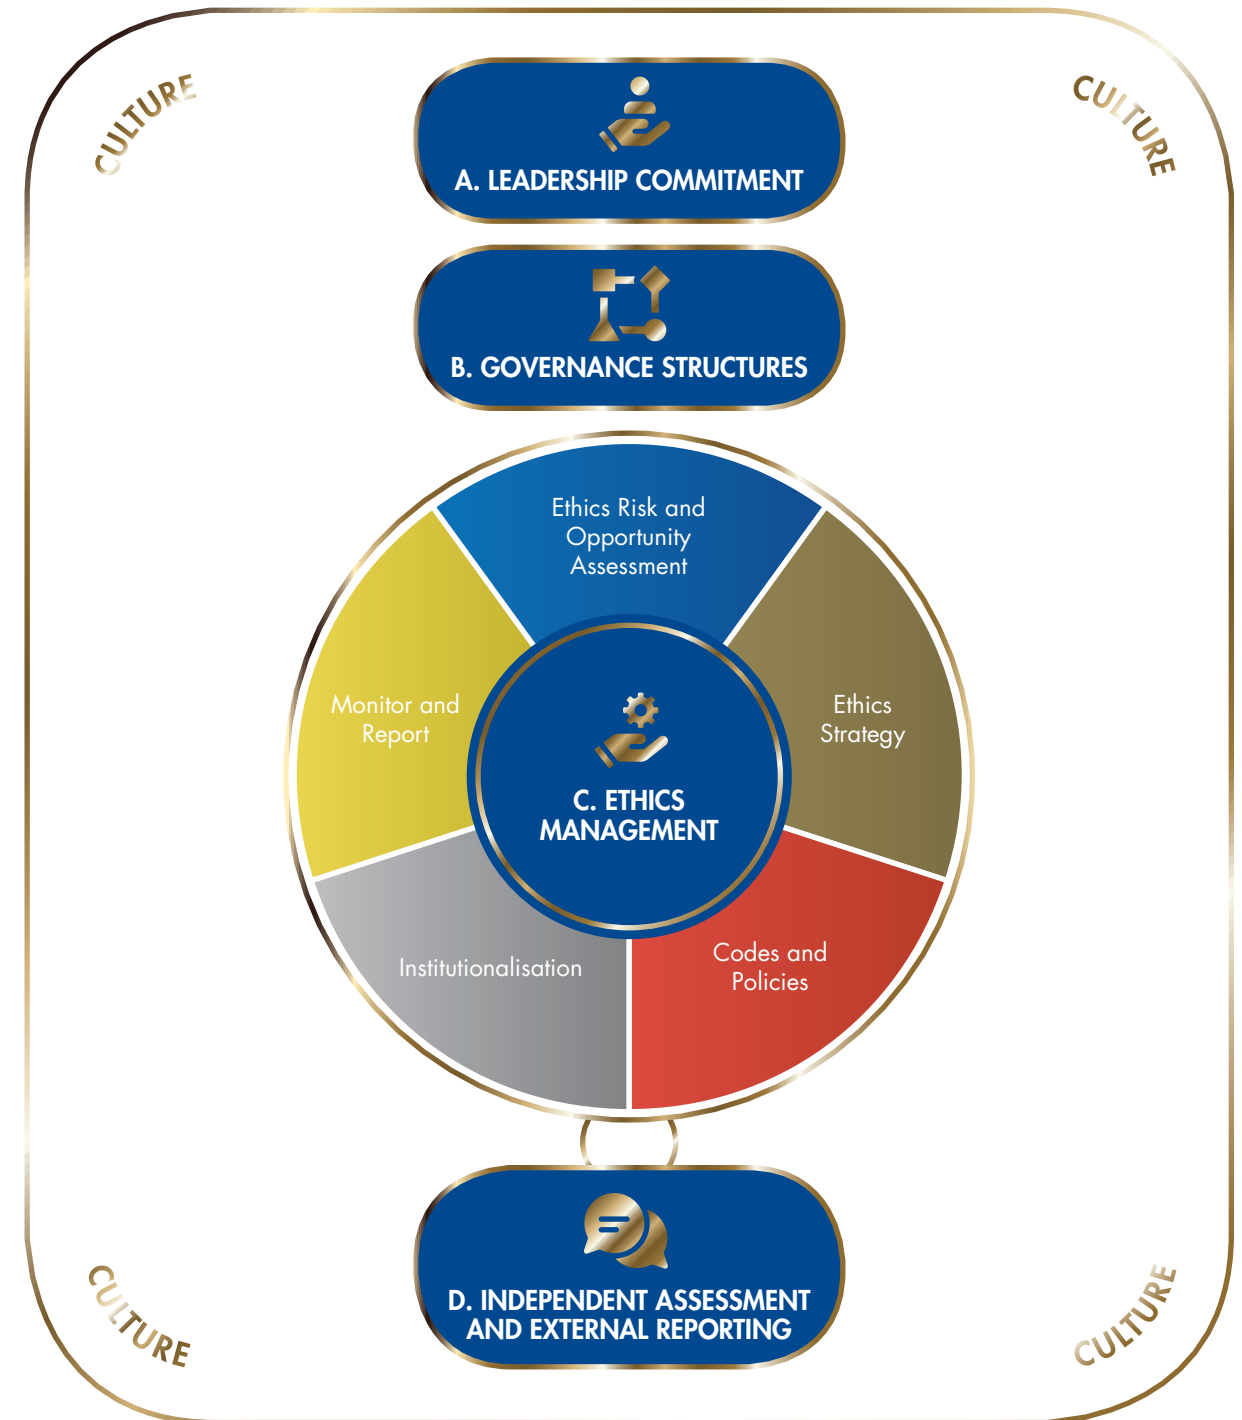 CULTURE
CULTURE
A. LEADERSHIP COMMITMENT
B. GOVERNANCE STRUCTURES
Ethics Risk and
Opportunity
Assessment
Monitor and
Report
Ethics
Strategy
C. ETHICS
MANAGEMENT
Institutionalisation
Codes and
Policies
D. INDEPENDENT ASSESSMENT
AND EXTERNAL REPORTING
CULTURE
CULTURE